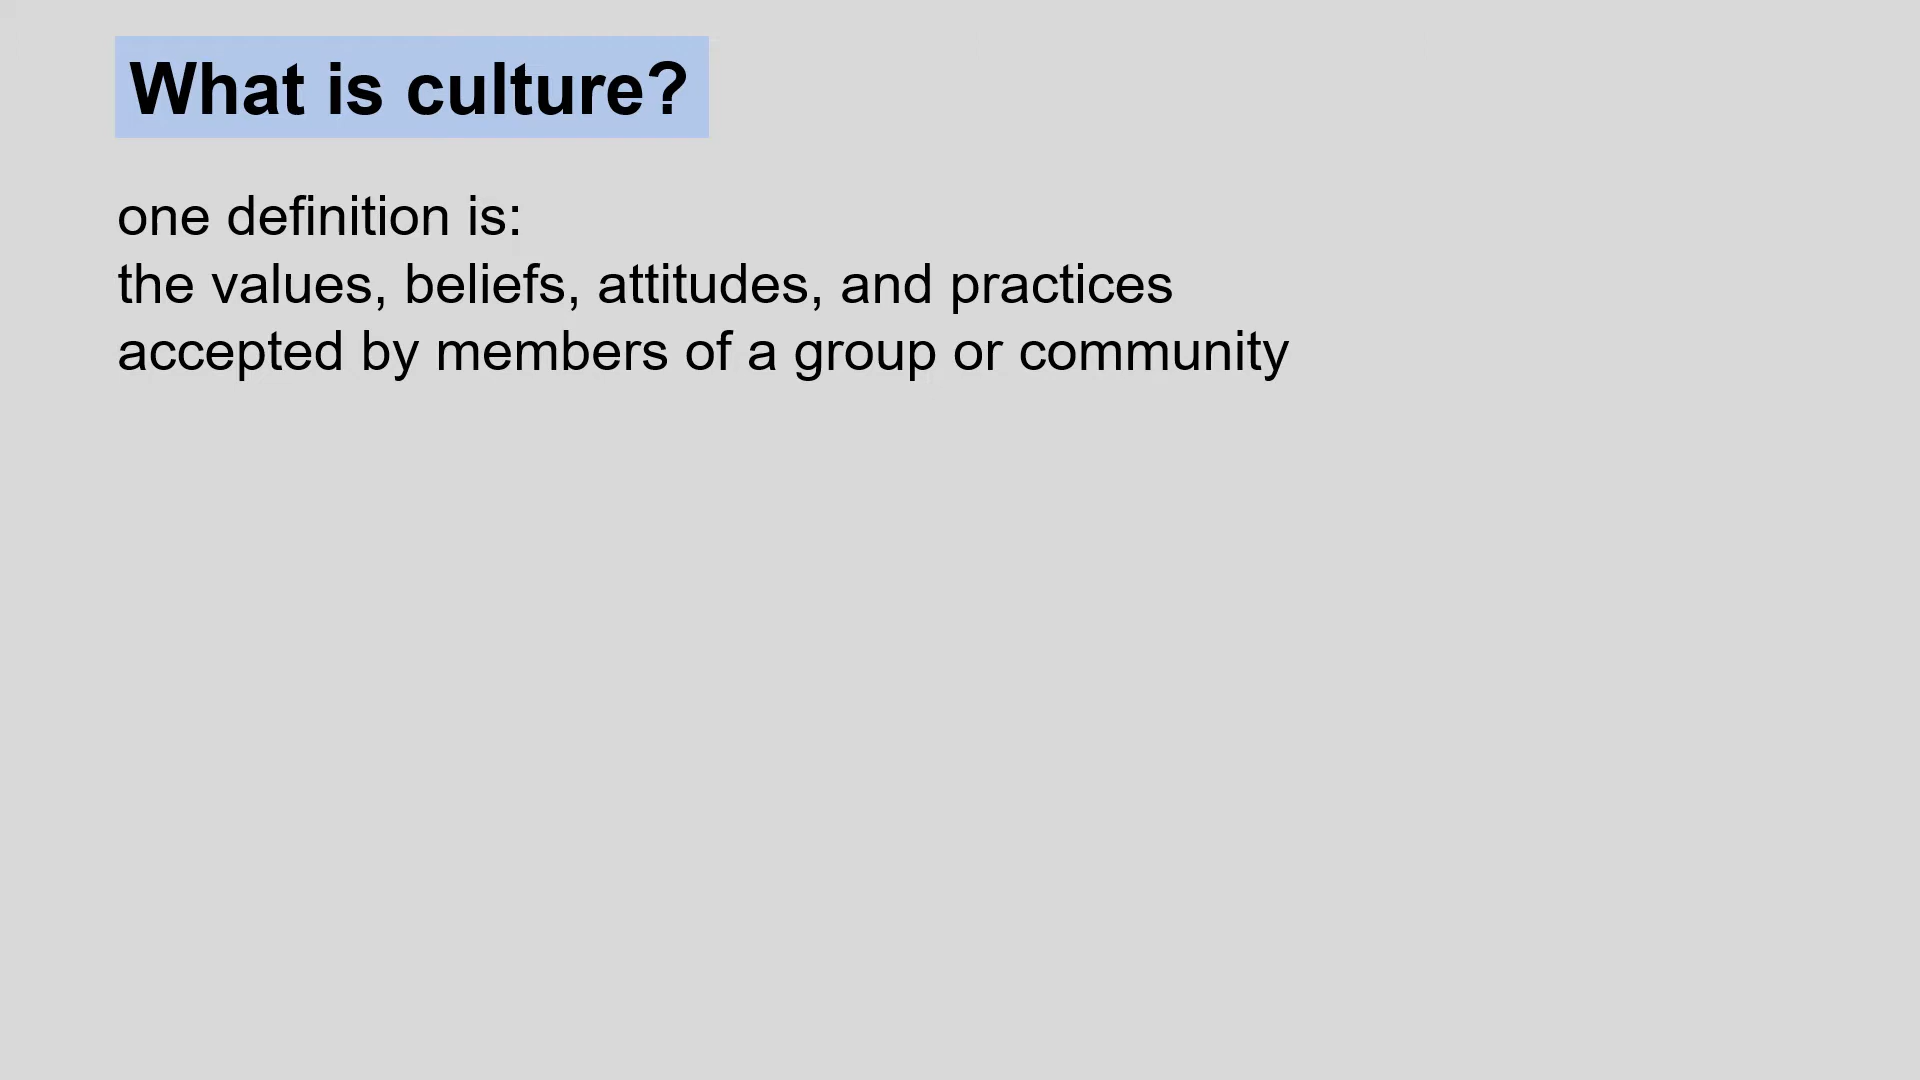 What is culture?
one definition is:
the values, beliefs, attitudes, and practices
accepted by members of a group or community